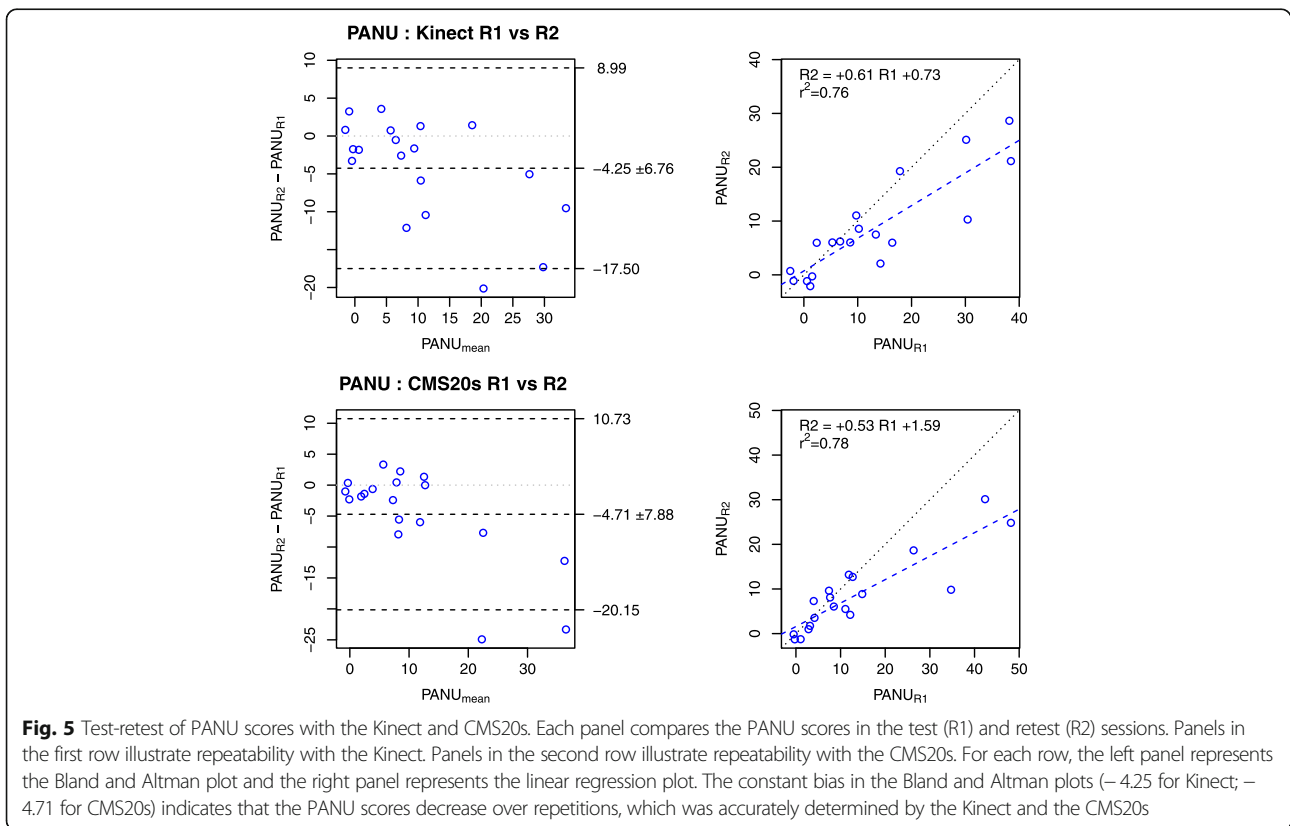 PANU : Kinect R1 vs R2
10
5
0
−5
−10
−20
8.99
−4.25 ±6.76
−17.50
PANU_R2 − PANU_R1
0 5 10 15 20 25 30
PANU_mean
R2 = +0.61 R1 +0.73
r²=0.76
40
30
20
10
0
PANU_R2
0 10 20 30 40
PANU_R1
PANU : CMS20s R1 vs R2
10
5
0
−5
−15
−25
10.73
−4.71 ±7.88
−20.15
PANU_R2 − PANU_R1
0 10 20 30
PANU_mean
R2 = +0.53 R1 +1.59
r²=0.78
50
40
30
20
10
0
PANU_R2
0 10 20 30 40 50
PANU_R1
Fig. 5 Test-retest of PANU scores with the Kinect and CMS20s. Each panel compares the PANU scores in the test (R1) and retest (R2) sessions. Panels in
the first row illustrate repeatability with the Kinect. Panels in the second row illustrate repeatability with the CMS20s. For each row, the left panel represents
the Bland and Altman plot and the right panel represents the linear regression plot. The constant bias in the Bland and Altman plots (− 4.25 for Kinect; −
4.71 for CMS20s) indicates that the PANU scores decrease over repetitions, which was accurately determined by the Kinect and the CMS20s